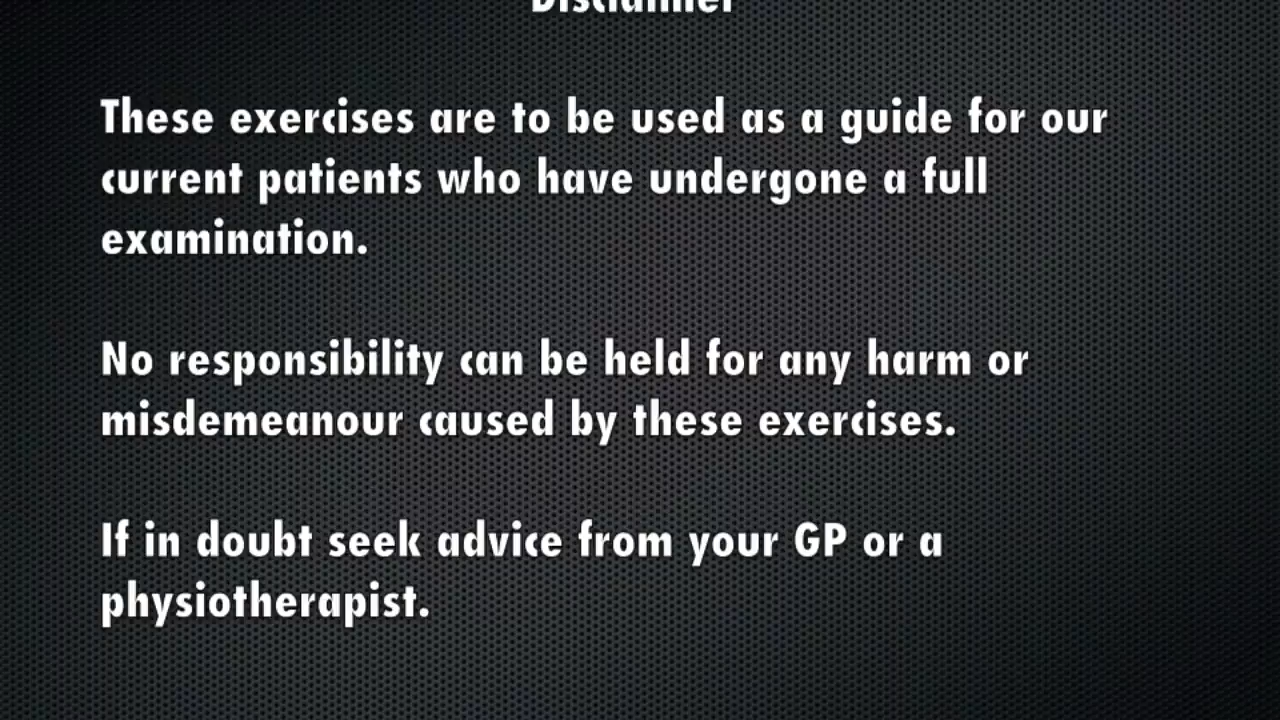 Disclaimer
These exercises are to be used as a guide for our
current patients who have undergone a full
examination.
No responsibility can be held for any harm or
misdemeanour caused by these exercises.
If in doubt seek advice from your GP or a
physiotherapist.